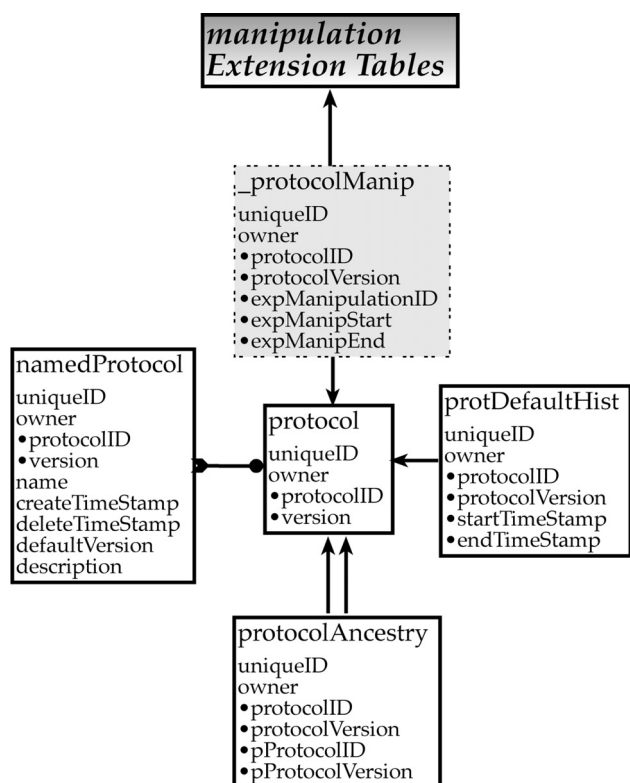 manipulation
Extension Tables
_protocolManip
uniqueID
owner
•protocolID
•protocolVersion
•expManipulationID
•expManipStart
•expManipEnd
namedProtocol
uniqueID
owner
•protocolID
•version
name
createTimeStamp
deleteTimeStamp
defaultVersion
description
protocol
uniqueID
owner
•protocolID
•version
protDefaultHist
uniqueID
owner
•protocolID
•protocolVersion
•startTimeStamp
•endTimeStamp
protocolAncestry
uniqueID
owner
•protocolID
•protocolVersion
•pProtocolID
•pProtocolVersion